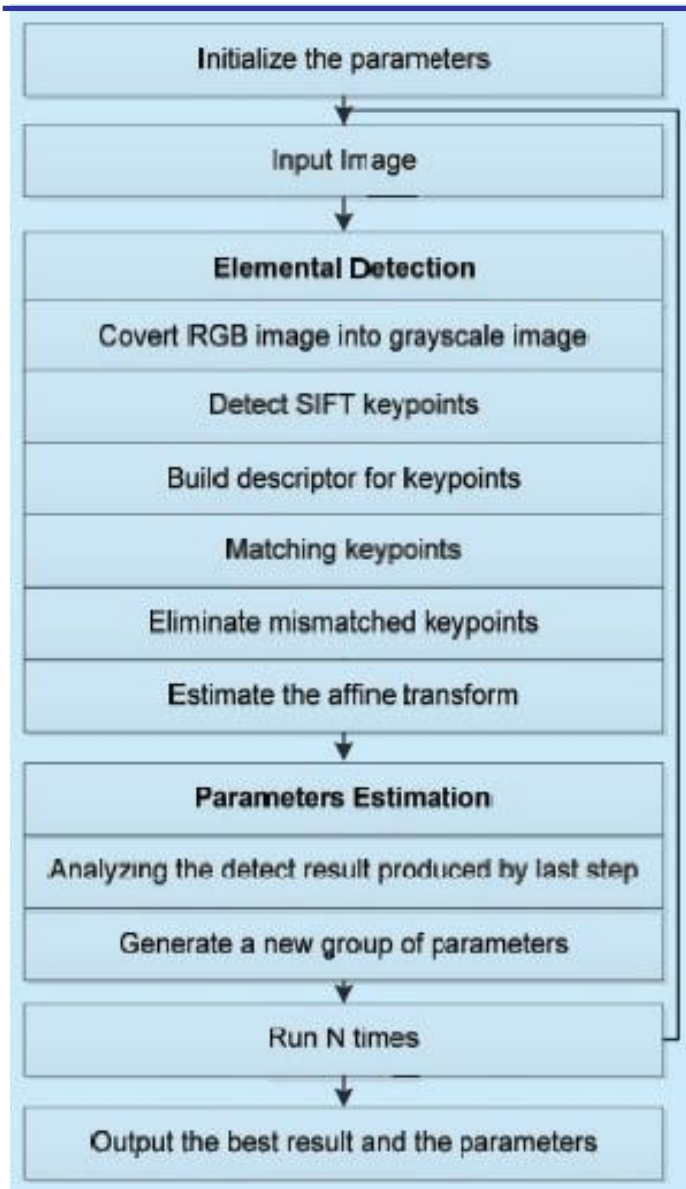 Initialize the parameters
Input Image
Elemental Detection
Covert RGB image into grayscale image
Detect SIFT keypoints
Build descriptor for keypoints
Matching keypoints
Eliminate mismatched keypoints
Estimate the affine transform
Parameters Estimation
Analyzing the detect result produced by last step
Generate a new group of parameters
Run N times
Output the best result and the parameters